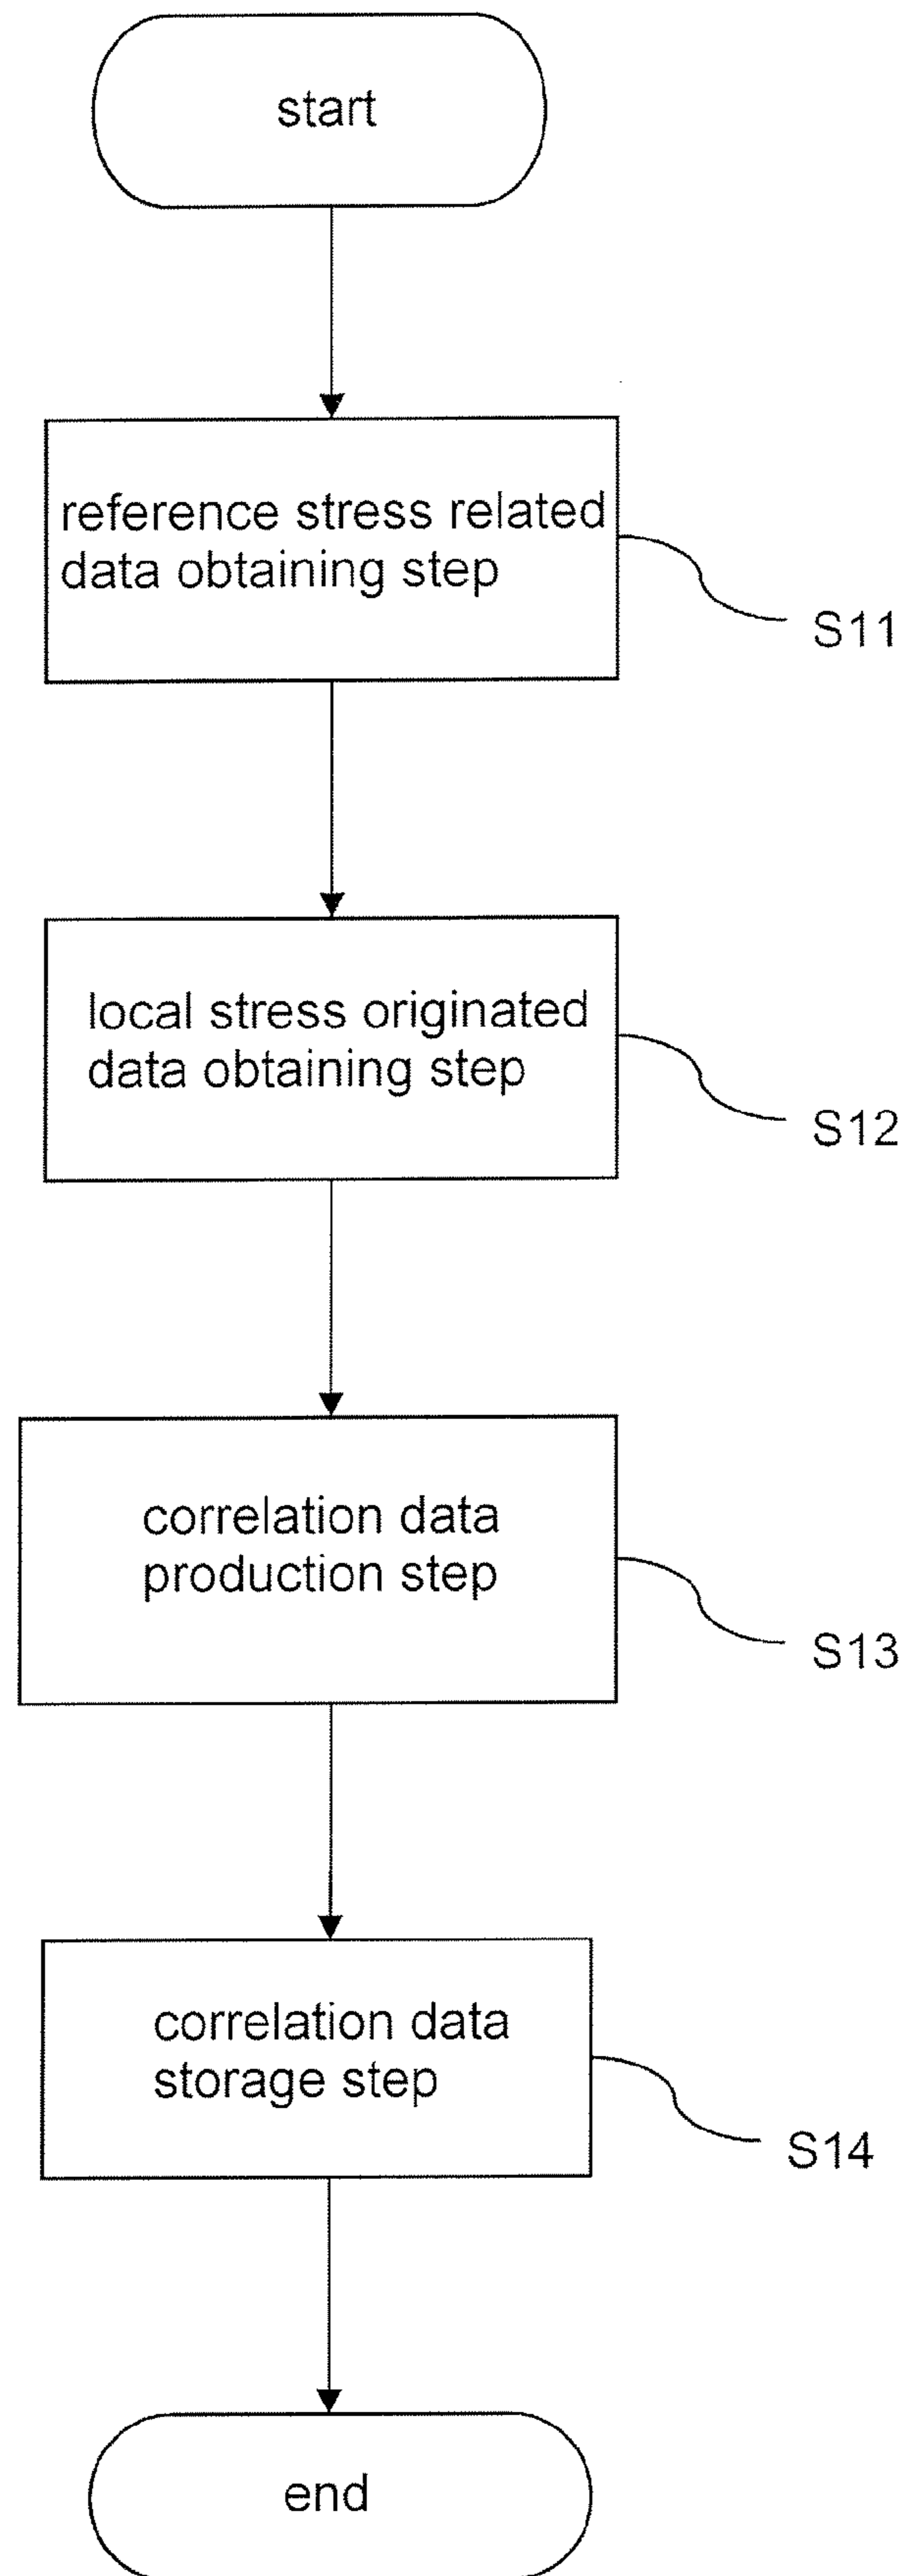 start
reference stress related
data obtaining step
S11
local stress originated
data obtaining step
S12
correlation data
production step
S13
correlation data
storage step
S14
end